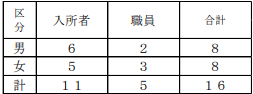 区分 入所者 職員 合計
男 ６ ２ ８
女 ５ ３ ８
計 １１ ５ １６